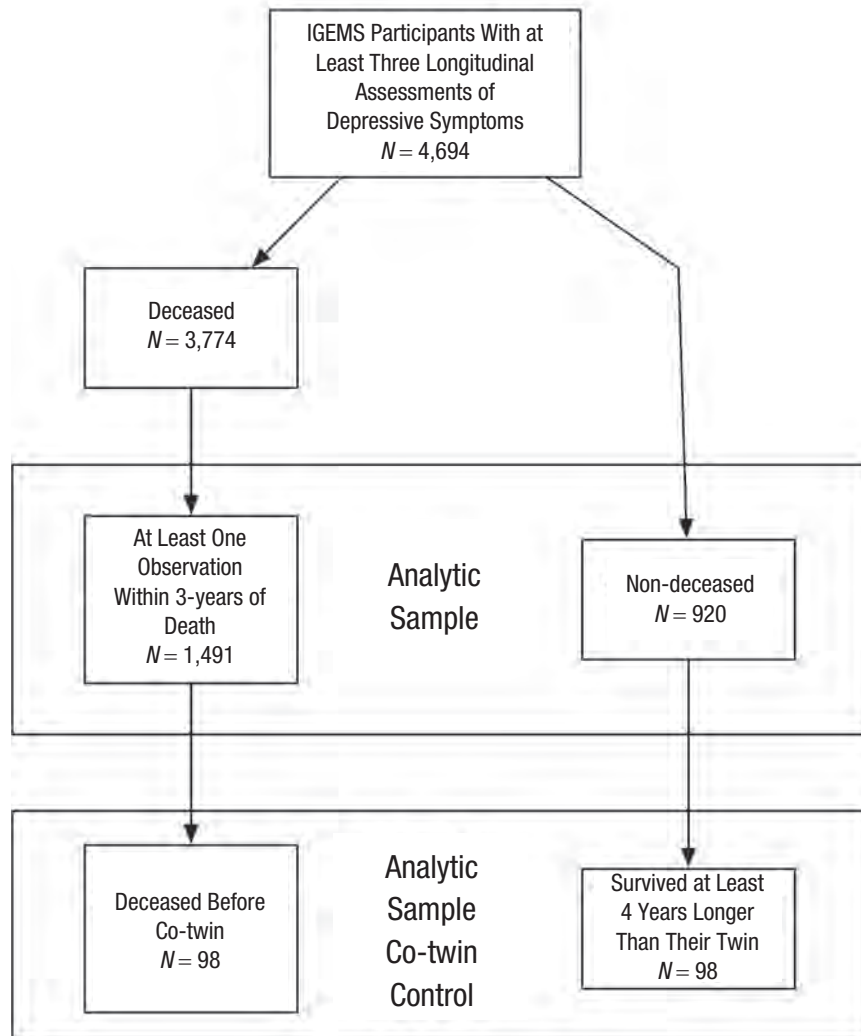 IGEMS Participants With at
Least Three Longitudinal
Assessments of
Depressive Symptoms
N = 4,694
Deceased
N = 3,774
At Least One
Observation
Within 3-years of
Death
N = 1,491
Analytic
Sample
Non-deceased
N = 920
Deceased Before
Co-twin
N = 98
Analytic
Sample
Co-twin
Control
Survived at Least
4 Years Longer
Than Their Twin
N = 98